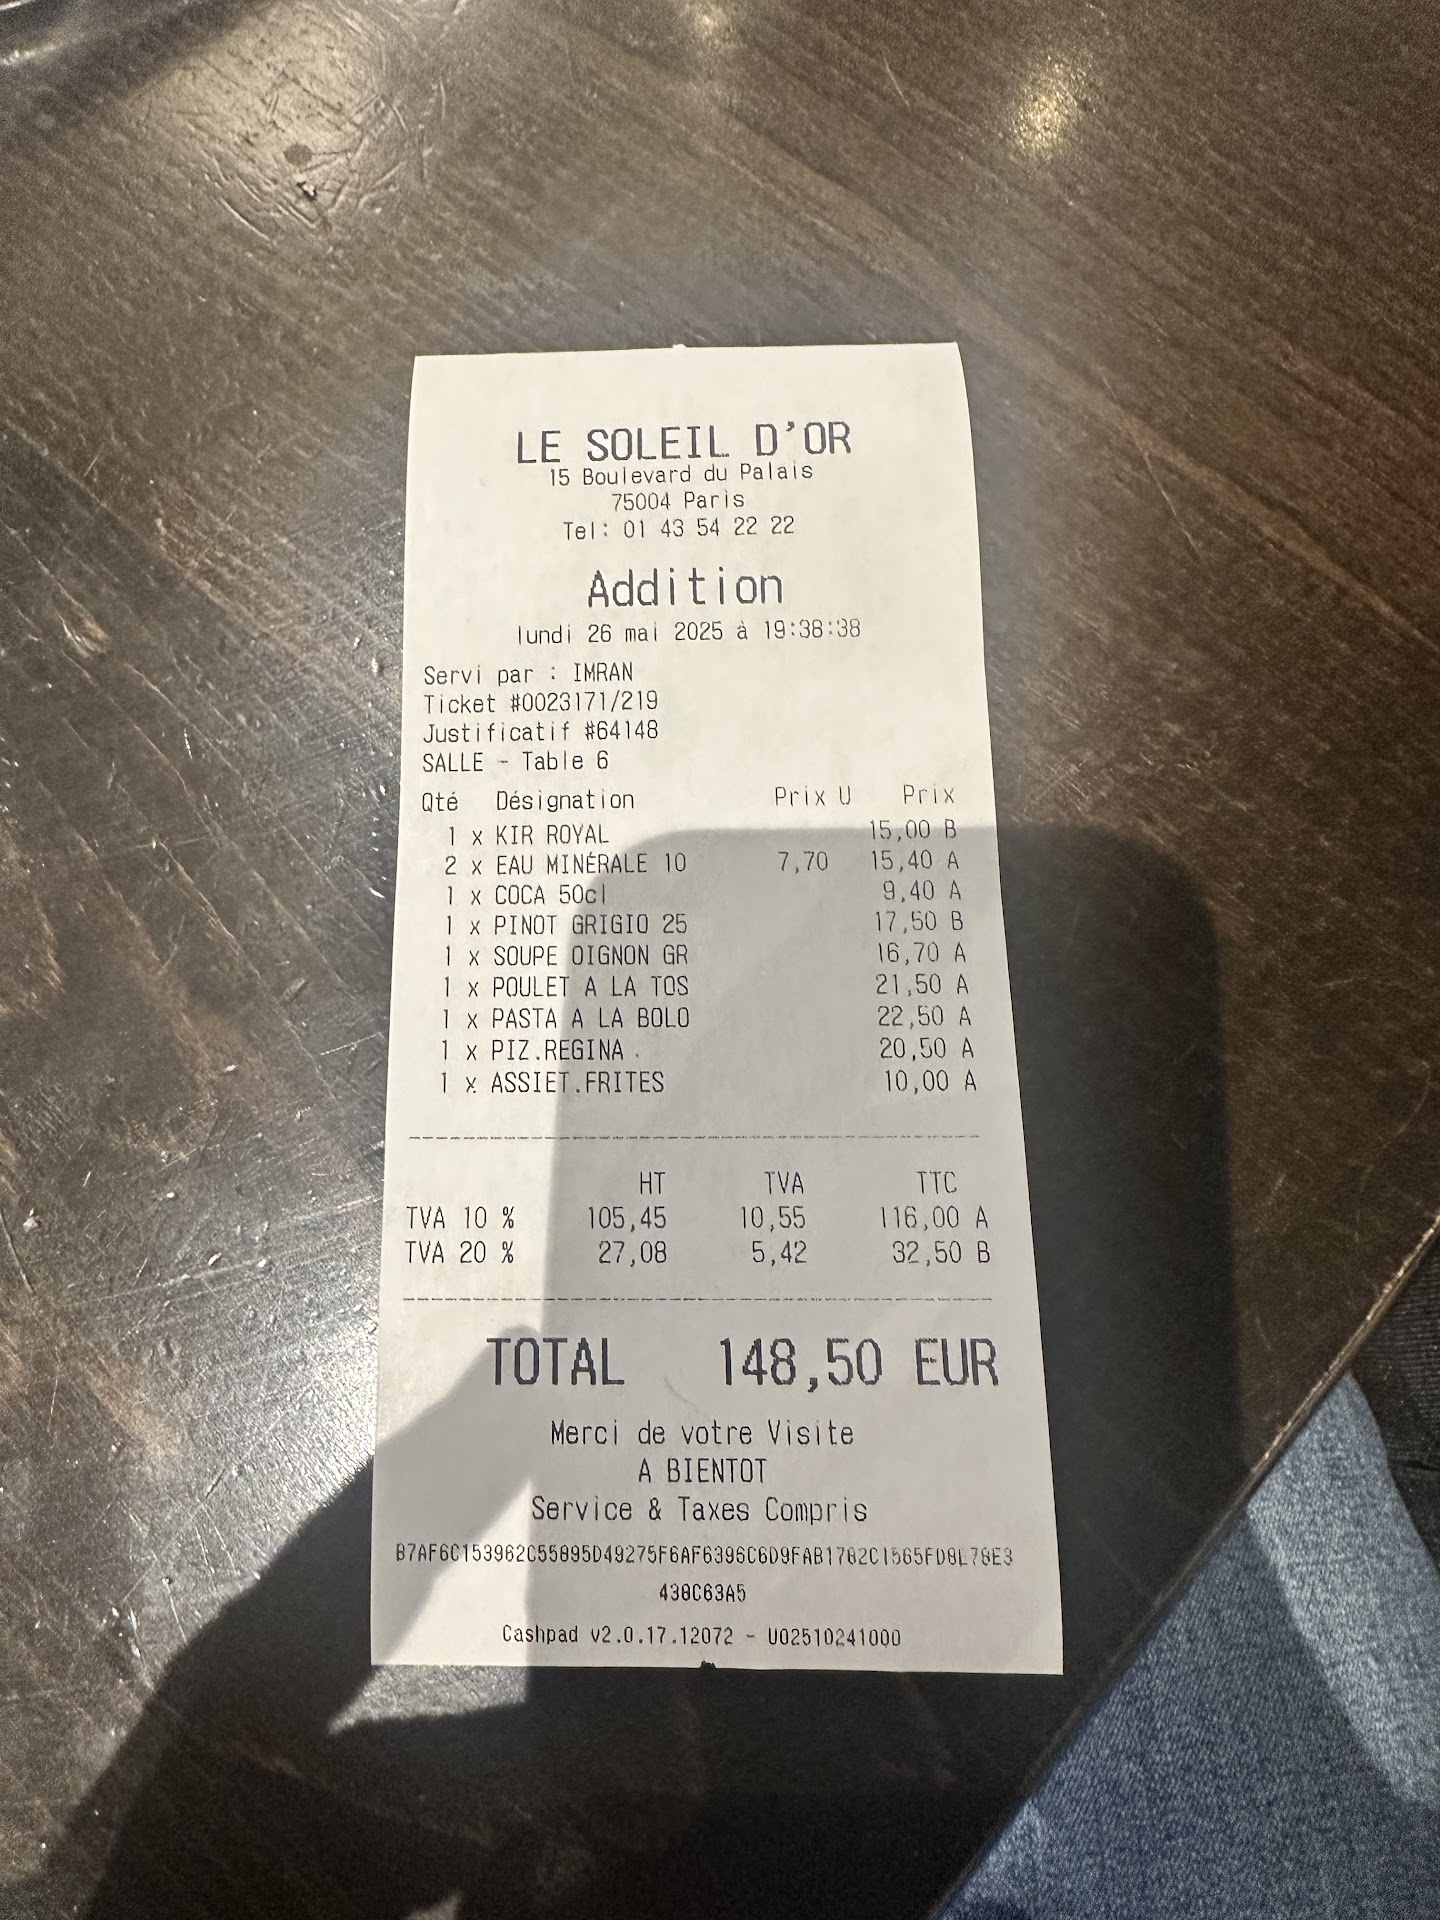 LE SOLEIL D'OR
15 Boulevard du Palais
75004 Paris
Tel: 01 43 54 22 22
Addition
lundi 26 mai 2025 à 19:38:38
Servi par : IMRAN
Ticket #0023171/219
Justificatif #64148
SALLE - Table 6
Qté Désignation Prix U Prix
1 x KIR ROYAL 15,00 B
2 x EAU MINÉRALE 10 7,70 15,40 A
1 x COCA 50cl 9,40 A
1 x PINOT GRIGIO 25 17,50 B
1 x SOUPE OIGNON GR 16,70 A
1 x POULET A LA TOS 21,50 A
1 x PASTA A LA BOLO 22,50 A
1 x PIZ.REGINA . 20,50 A
1 x ASSIET.FRITES 10,00 A
HT TVA TTC
TVA 10 % 105,45 10,55 116,00 A
TVA 20 % 27,08 5,42 32,50 B
TOTAL 148,50 EUR
Merci de votre Visite
A BIENTOT
Service & Taxes Compris
438C63A5
Cashpad v2.0.17.12072 - U02510241000